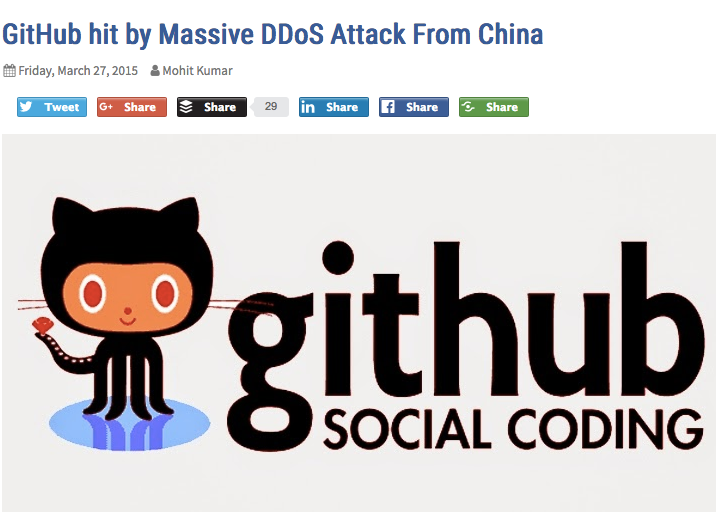 GitHub hit by Massive DDoS Attack From China
Friday, March 27, 2015 Mohit Kumar
Tweet G+ Share Share 29 in Share f Share Share
github
SOCIAL CODING